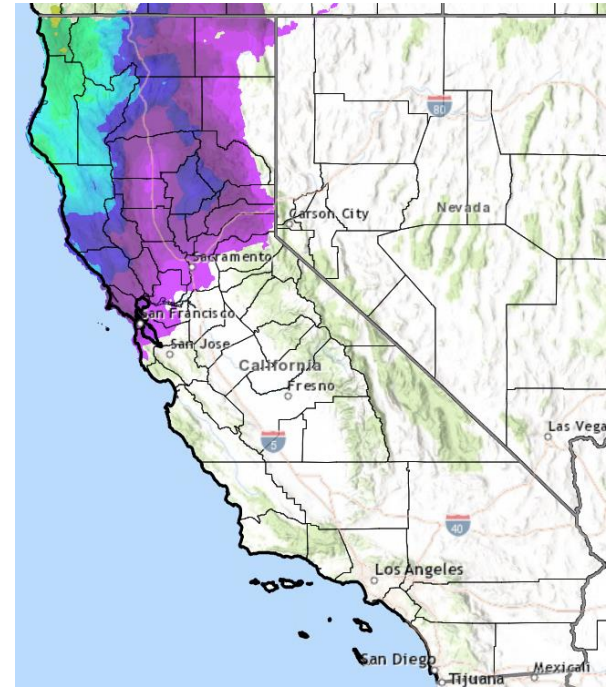 80
Carson City
Nevada
Sacramento
San Francisco
San Jose
California
Fresno
5
Las Vega
40
Los Angeles
San Diego
Tijuana
Mexicali